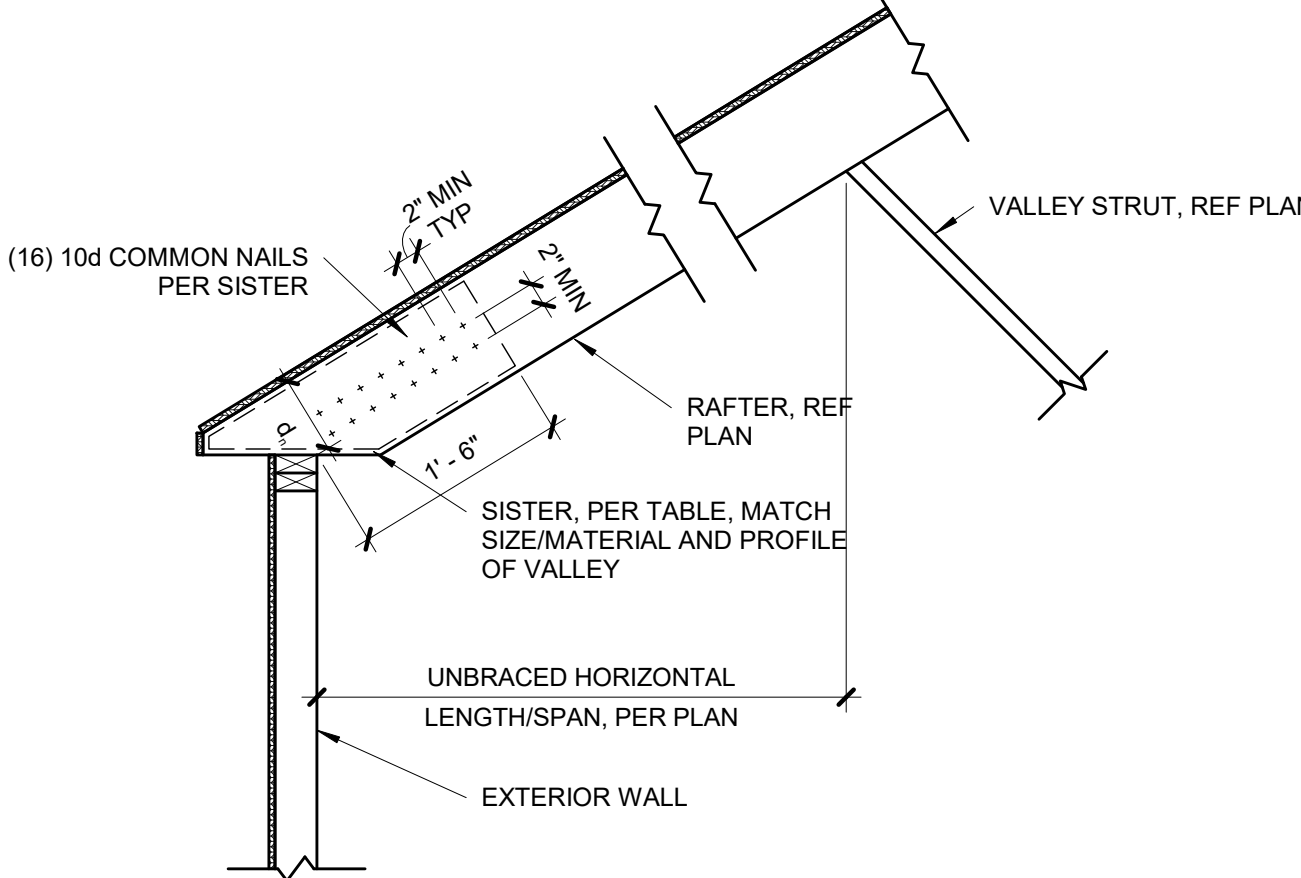 2" MIN
TYP
(16) 10d COMMON NAILS
PER SISTER
2" MIN
VALLEY STRUT, REF PLAN
RAFTER, REF
PLAN
"d"
1' - 6"
SISTER, PER TABLE, MATCH
SIZE/MATERIAL AND PROFILE
OF VALLEY
UNBRACED HORIZONTAL
LENGTH/SPAN, PER PLAN
EXTERIOR WALL